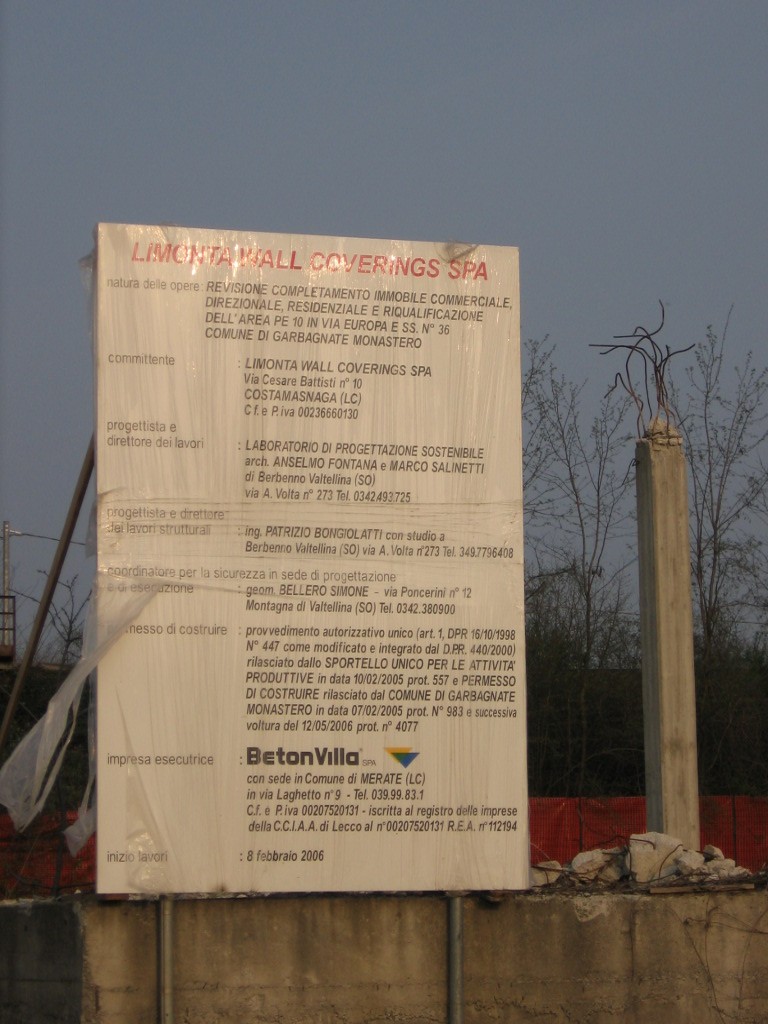 LIMONTA WALL COVERINGS SPA
natura delle opere REVISIONE COMPLETAMENTO IMMOBILE COMMERCIALE,
DIREZIONALE, RESIDENZIALE E RIQUALIFICAZIONE
DELL'AREA PE 10 IN VIA EUROPA E SS. N° 36
COMUNE DI GARBAGNATE MONASTERO
committente : LIMONTA WALL COVERINGS SPA
Via Cesare Battisti n° 10
COSTAMASNAGA (LC)
C.f. e P.iva 00236660130
progettista e
direttore dei lavori : LABORATORIO DI PROGETTAZIONE SOSTENIBILE
arch. ANSELMO FONTANA e MARCO SALINETTI
di Berbenno Valtellina (SO)
via A. Volta n° 273 Tel. 0342.493.725
progettista e direttore
dei lavori strutturali : ing. PATRIZIO BONGIOLATTI con studio a
Berbenno Valtellina (SO) via A. Volta n°273 Tel. 349.7796408
coordinatore per la sicurezza in sede di progettazione
e di esecuzione : geom. BELLERO SIMONE - via Poncerini n° 12
Montagna di Valtellina (SO) Tel. 0342.380900
permesso di costruire : provvedimento autorizzativo unico (art. 1, DPR 16/10/1998
N° 447 come modificato e integrato dal D.P.R. 440/2000)
rilasciato dallo SPORTELLO UNICO PER LE ATTIVITA'
PRODUTTIVE in data 10/02/2005 prot. 557 e PERMESSO
DI COSTRUIRE rilasciato dal COMUNE DI GARBAGNATE
MONASTERO in data 07/02/2005 prot. N° 983 e successiva
voltura del 12/05/2006 prot. n° 4077
impresa esecutrice : BetonVilla SPA
con sede in Comune di MERATE (LC)
in via Laghetto n° 9 - Tel. 039.99.83.1
C.f. e P.iva 00207520131 - iscritta al registro delle imprese
della C.C.I.A.A. di Lecco al n°00207520131 R.E.A. n°112194
inizio lavori : 8 febbraio 2006